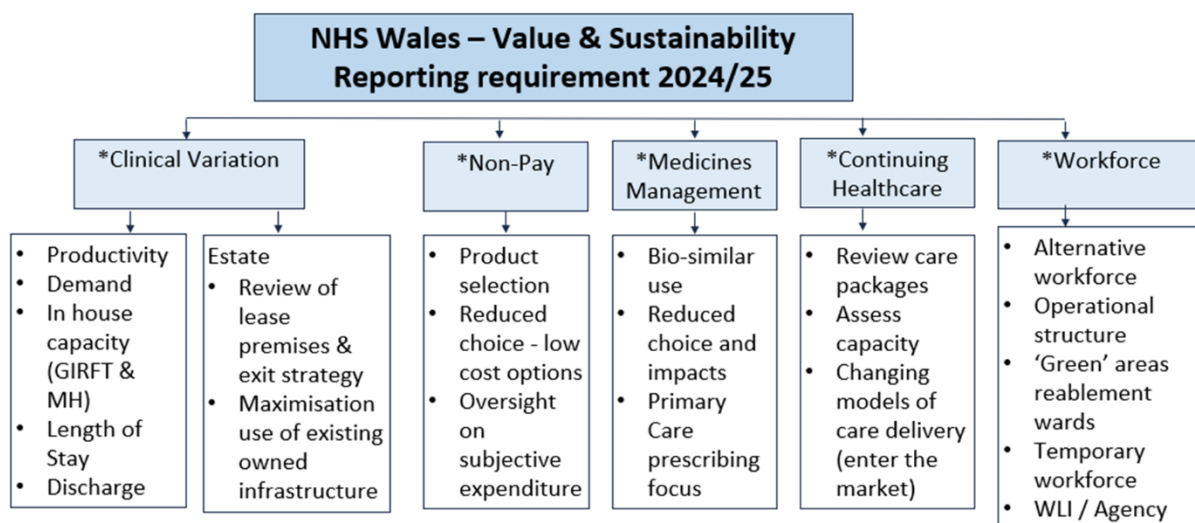 NHS Wales – Value & Sustainability
Reporting requirement 2024/25
*Clinical Variation
*Non-Pay
*Medicines
Management
*Continuing
Healthcare
*Workforce
• Productivity
• Demand
• In house
capacity
(GIRFT &
MH)
• Length of
Stay
• Discharge
Estate
• Review of
lease
premises &
exit strategy
• Maximisation
use of existing
owned
infrastructure
• Product
selection
• Reduced
choice - low
cost options
• Oversight
on
subjective
expenditure
• Bio-similar
use
• Reduced
choice and
impacts
• Primary
Care
prescribing
focus
• Review care
packages
• Assess
capacity
• Changing
models of
care delivery
(enter the
market)
• Alternative
workforce
• Operational
structure
• ‘Green’ areas
reablement
wards
• Temporary
workforce
• WLI / Agency